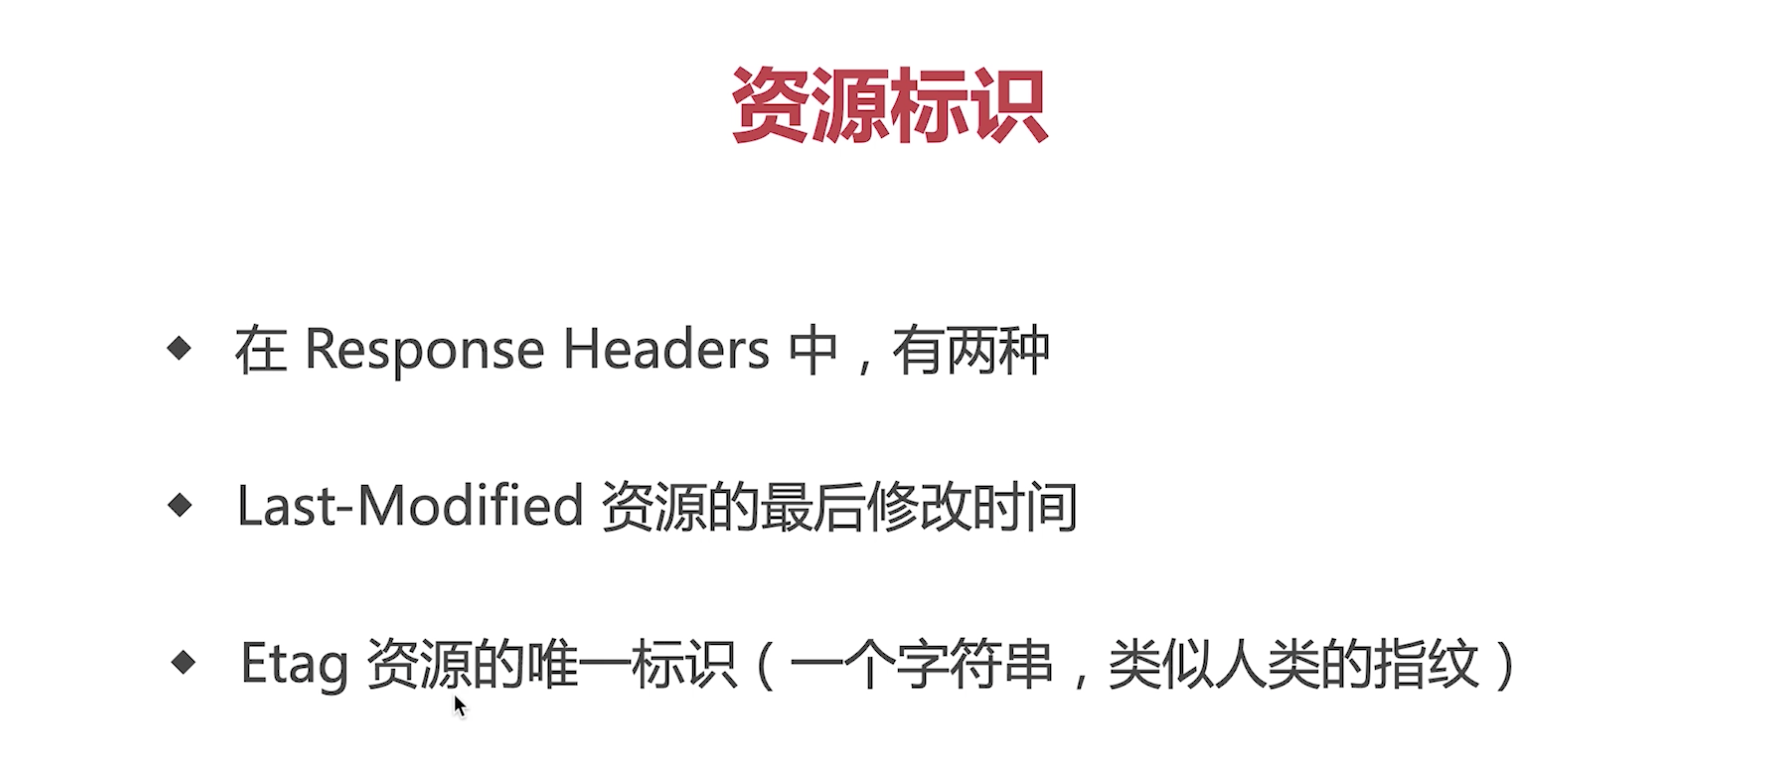 资源标识
◆ 在 Response Headers 中，有两种
◆ Last-Modified 资源的最后修改时间
◆ Etag 资源的唯一标识（一个字符串，类似人类的指纹）